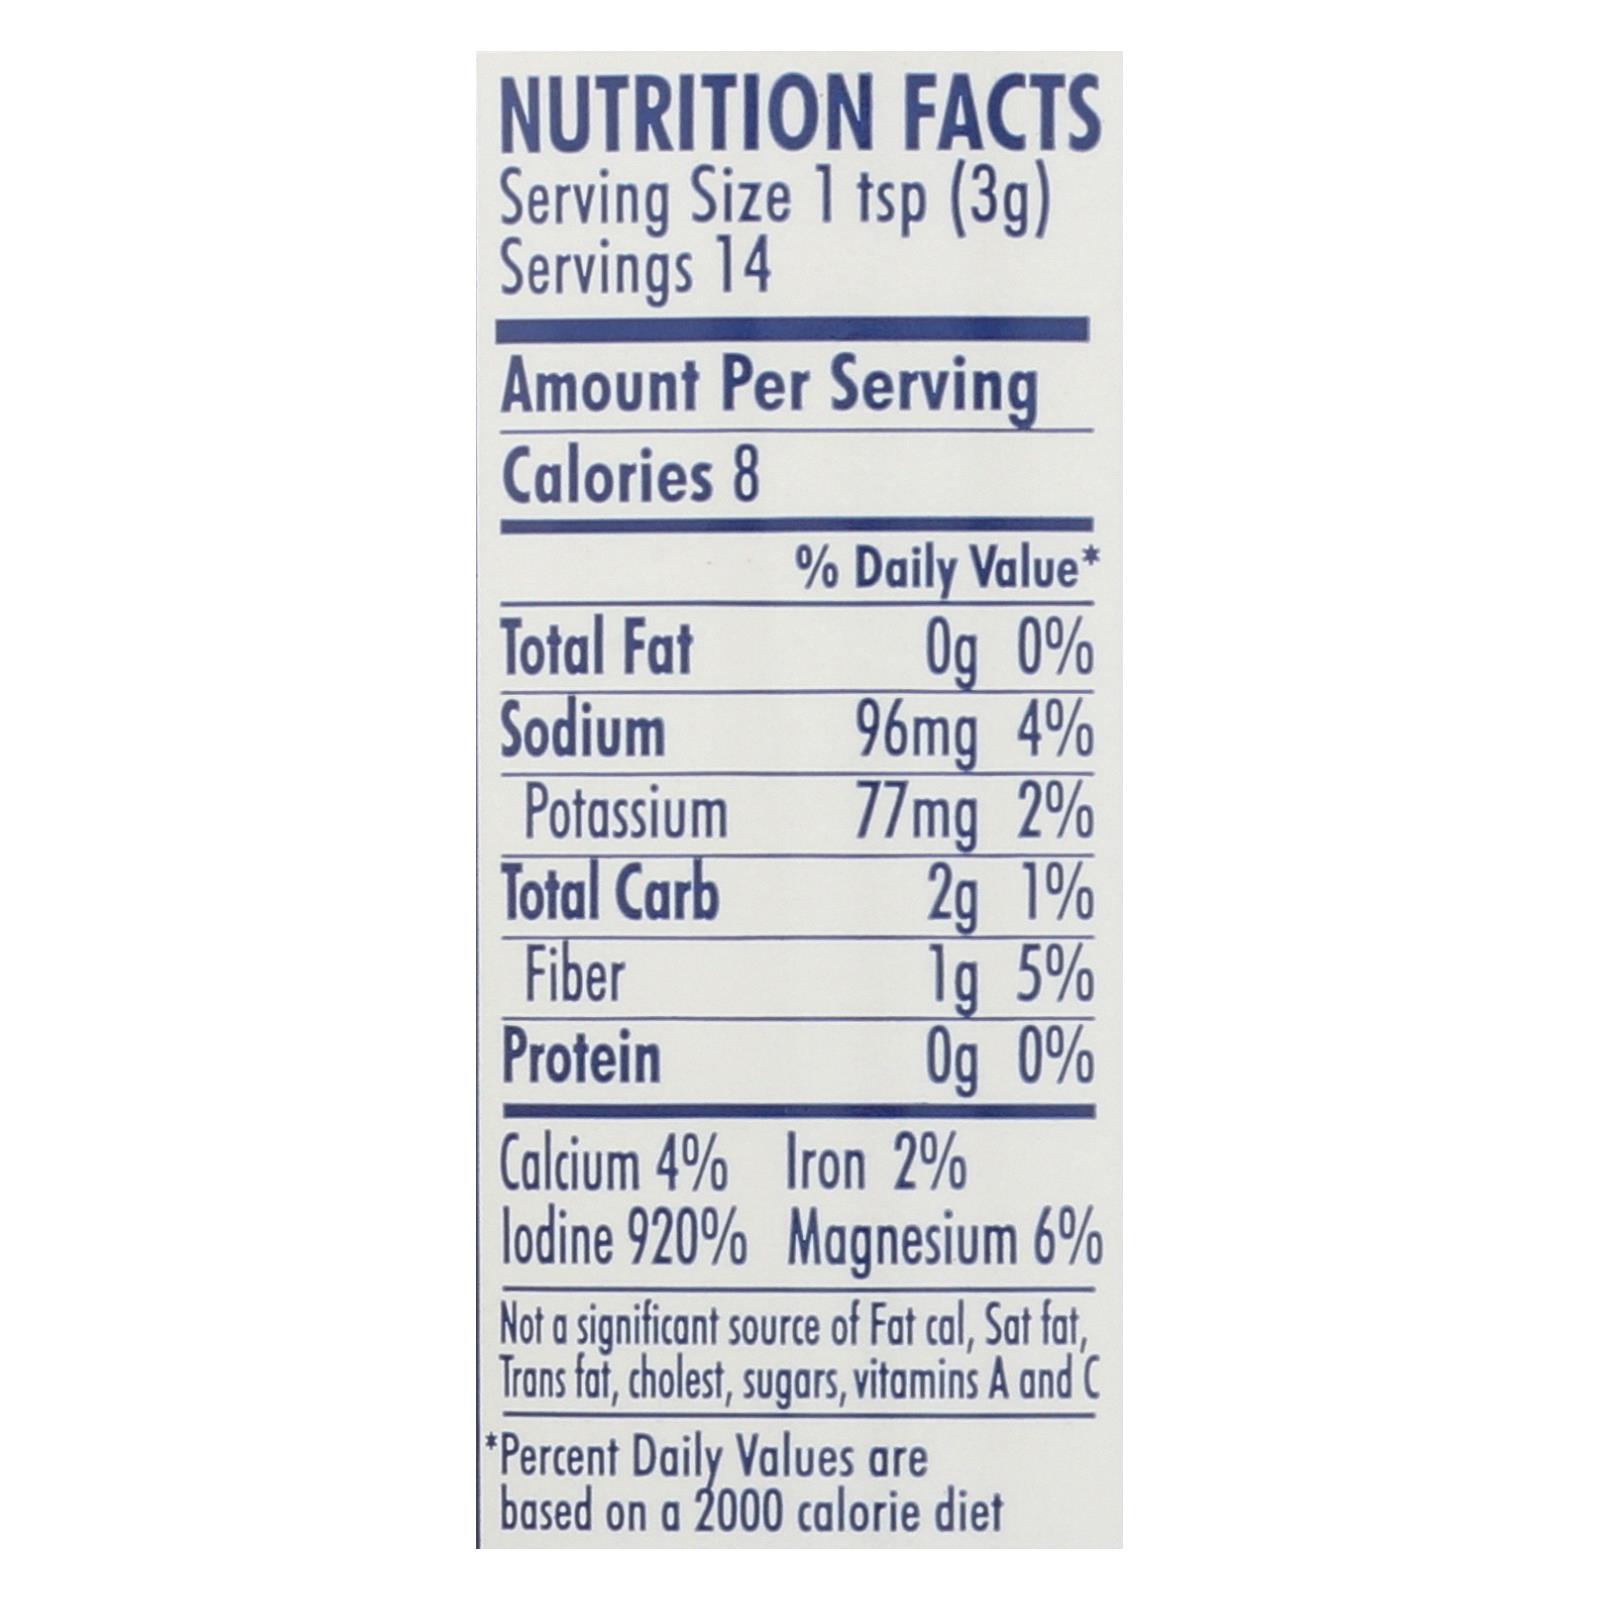 NUTRITION FACTS
Serving Size 1 tsp (3g)
Servings 14
Amount Per Serving
Calories 8
% Daily Value*
Total Fat 0g 0%
Sodium 96mg 4%
Potassium 77mg 2%
Total Carb 2g 1%
Fiber 1g 5%
Protein 0g 0%
Calcium 4% Iron 2%
Iodine 920% Magnesium 6%
Not a significant source of Fat cal, Sat fat,
Trans fat, cholest, sugars, vitamins A and C
*Percent Daily Values are
based on a 2000 calorie diet